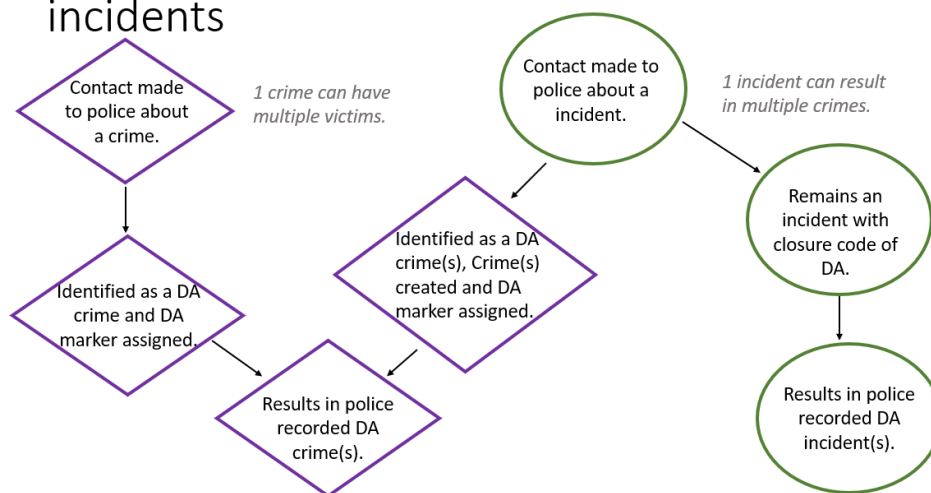 incidents
Contact made
to police about
a crime.
1 crime can have
multiple victims.
Contact made to
police about a
incident.
1 incident can result
in multiple crimes.
Remains an
incident with
closure code of
DA.
Identified as a DA
crime(s), Crime(s)
created and DA
marker assigned.
Identified as a DA
crime and DA
marker assigned.
Results in police
recorded DA
crime(s).
Results in police
recorded DA
incident(s).